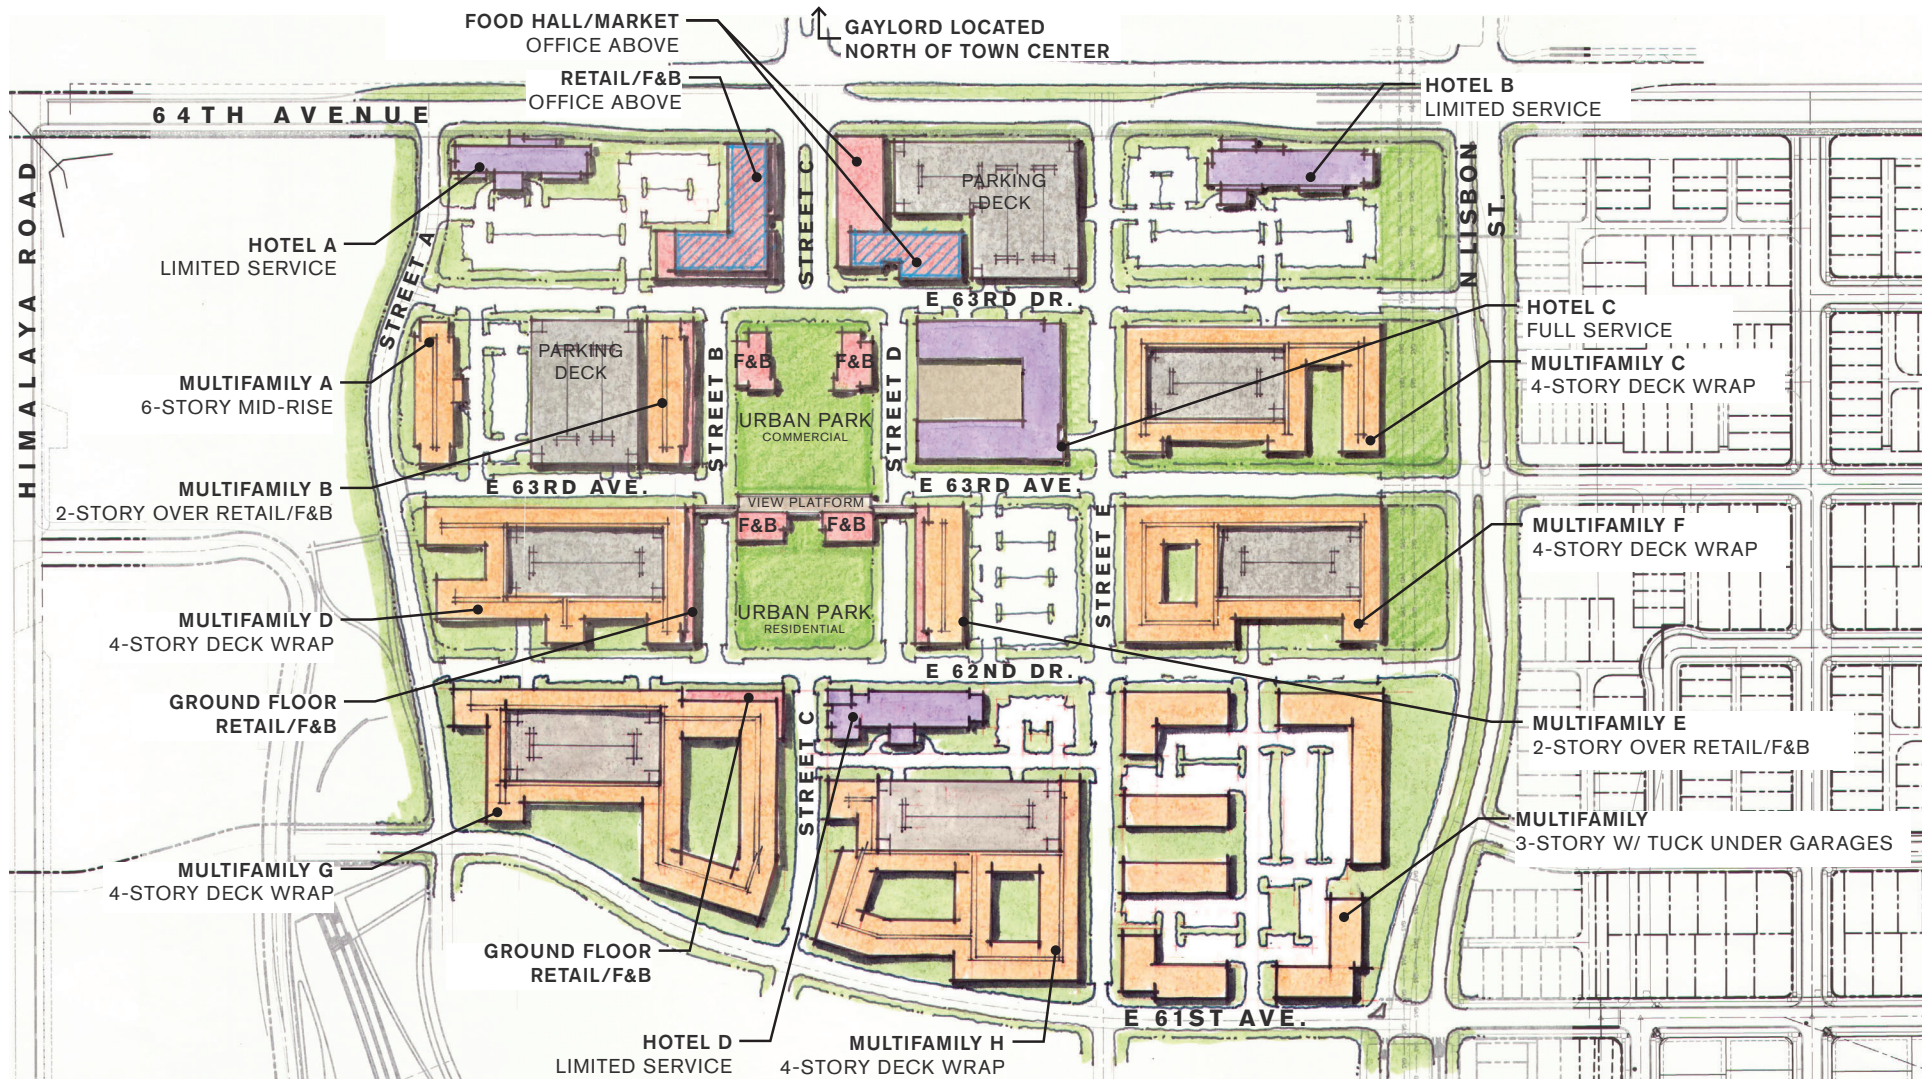 FOOD HALL/MARKET
OFFICE ABOVE
GAYLORD LOCATED
NORTH OF TOWN CENTER
RETAIL/F&B
OFFICE ABOVE
HOTEL B
LIMITED SERVICE
64TH AVENUE
HIMALAYA ROAD
STREET A
STREET C
PARKING
DECK
N LISBON
ST.
HOTEL A
LIMITED SERVICE
E 63RD DR.
HOTEL C
FULL SERVICE
MULTIFAMILY A
6-STORY MID-RISE
PARKING
DECK
STREET B
F&B
F&B
STREET D
MULTIFAMILY C
4-STORY DECK WRAP
URBAN PARK
COMMERCIAL
MULTIFAMILY B
2-STORY OVER RETAIL/F&B
E 63RD AVE.
E 63RD AVE.
VIEW PLATFORM
F&B
F&B
STREET E
MULTIFAMILY F
4-STORY DECK WRAP
MULTIFAMILY D
4-STORY DECK WRAP
URBAN PARK
RESIDENTIAL
E 62ND DR.
GROUND FLOOR
RETAIL/F&B
MULTIFAMILY E
2-STORY OVER RETAIL/F&B
STREET C
MULTIFAMILY
3-STORY W/ TUCK UNDER GARAGES
MULTIFAMILY G
4-STORY DECK WRAP
GROUND FLOOR
RETAIL/F&B
E 61ST AVE.
HOTEL D
LIMITED SERVICE
MULTIFAMILY H
4-STORY DECK WRAP